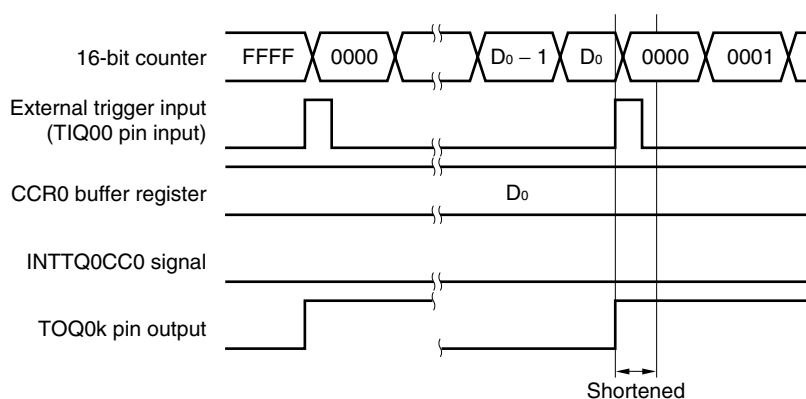 16-bit counter FFFF 0000 D₀ − 1 D₀ 0000 0001
External trigger input
(TIQ00 pin input)
CCR0 buffer register D₀
INTTQ0CC0 signal
TOQ0k pin output
Shortened